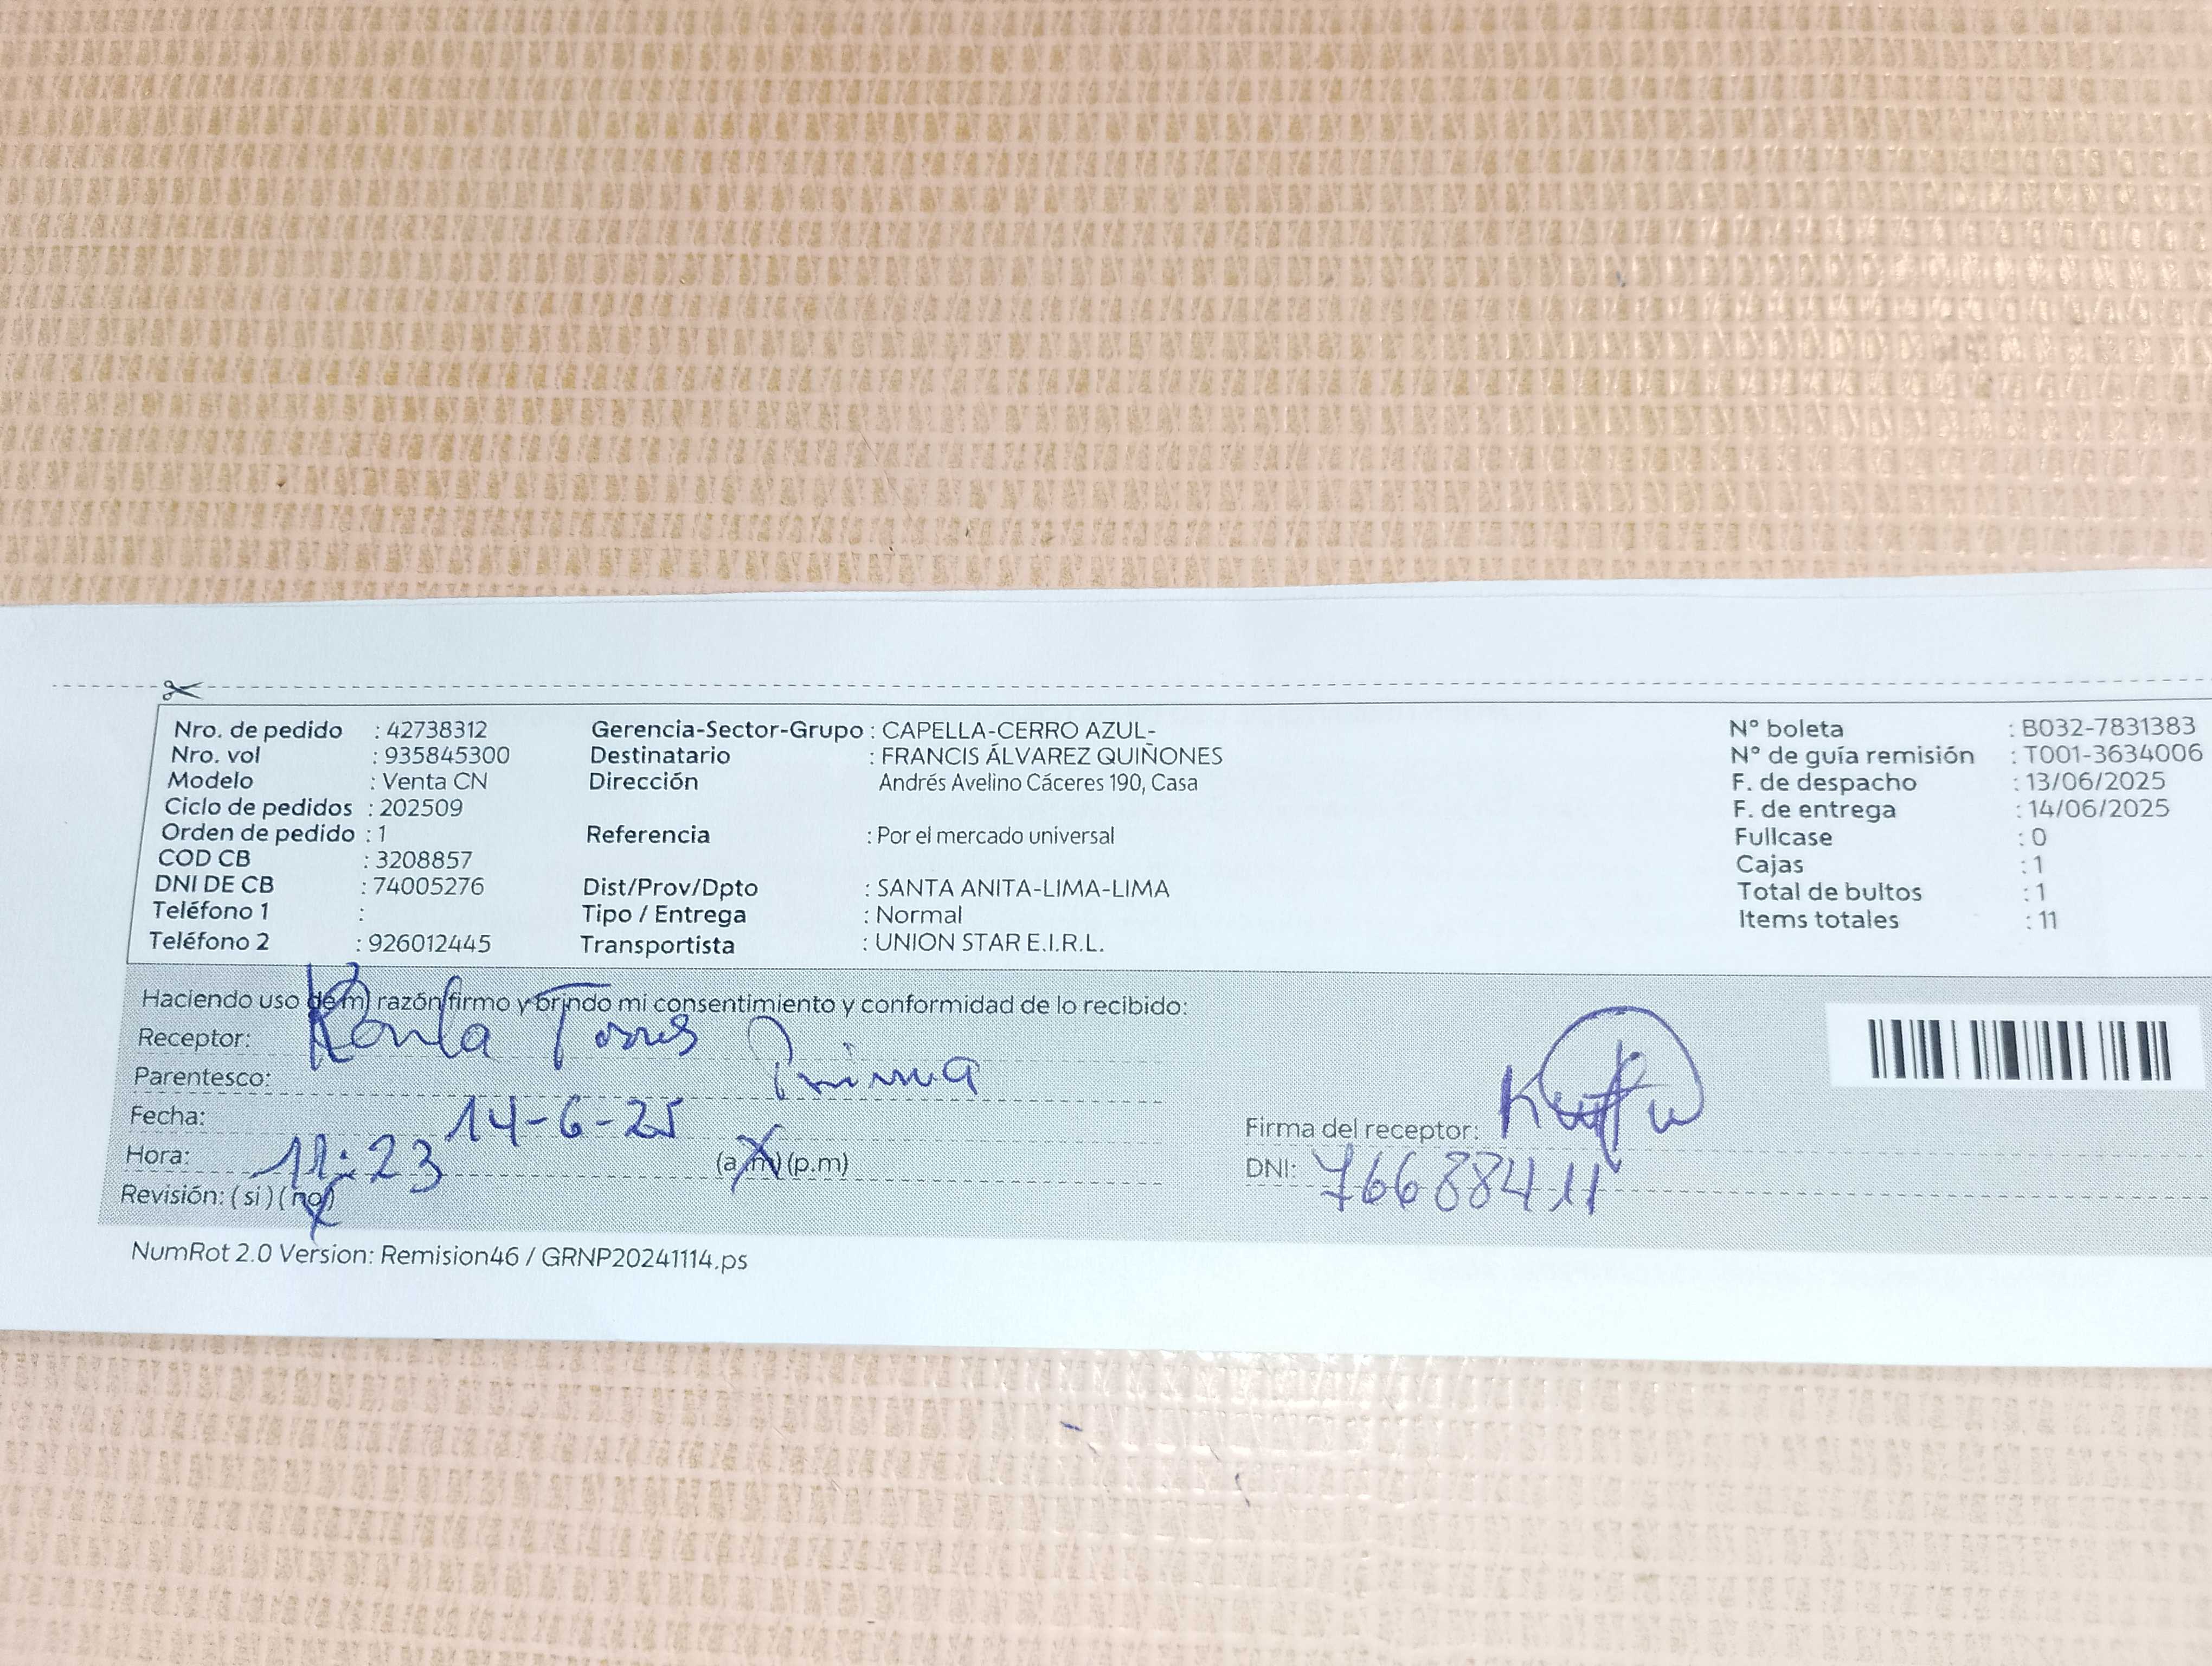 Nro. de pedido : 42738312
Nro. vol : 935845300
Modelo : Venta CN
Ciclo de pedidos : 202509
Orden de pedido : 1
COD CB : 3208857
DNI DE CB : 74005276
Teléfono 1 :
Teléfono 2 : 926012445
Gerencia-Sector-Grupo : CAPELLA-CERRO AZUL-
Destinatario : FRANCIS ÁLVAREZ QUIÑONES
Dirección Andrés Avelino Cáceres 190, Casa
Referencia : Por el mercado universal
Dist/Prov/Dpto : SANTA ANITA-LIMA-LIMA
Tipo / Entrega : Normal
Transportista : UNION STAR E.I.R.L.
N° boleta : B032-7831383
N° de guía remisión : T001-3634006
F. de despacho : 13/06/2025
F. de entrega : 14/06/2025
Fullcase : 0
Cajas : 1
Total de bultos : 1
Items totales : 11
Haciendo uso de mi razón firmo y brindo mi consentimiento y conformidad de lo recibido:
Receptor: Torres
Parentesco: Prima
Fecha: 14-6-25
Hora: 11:23 (a.m) (p.m)
Revisión: (si) (no)
Firma del receptor:
DNI: 76688411
NumRot 2.0 Version: Remision46 / GRNP20241114.ps